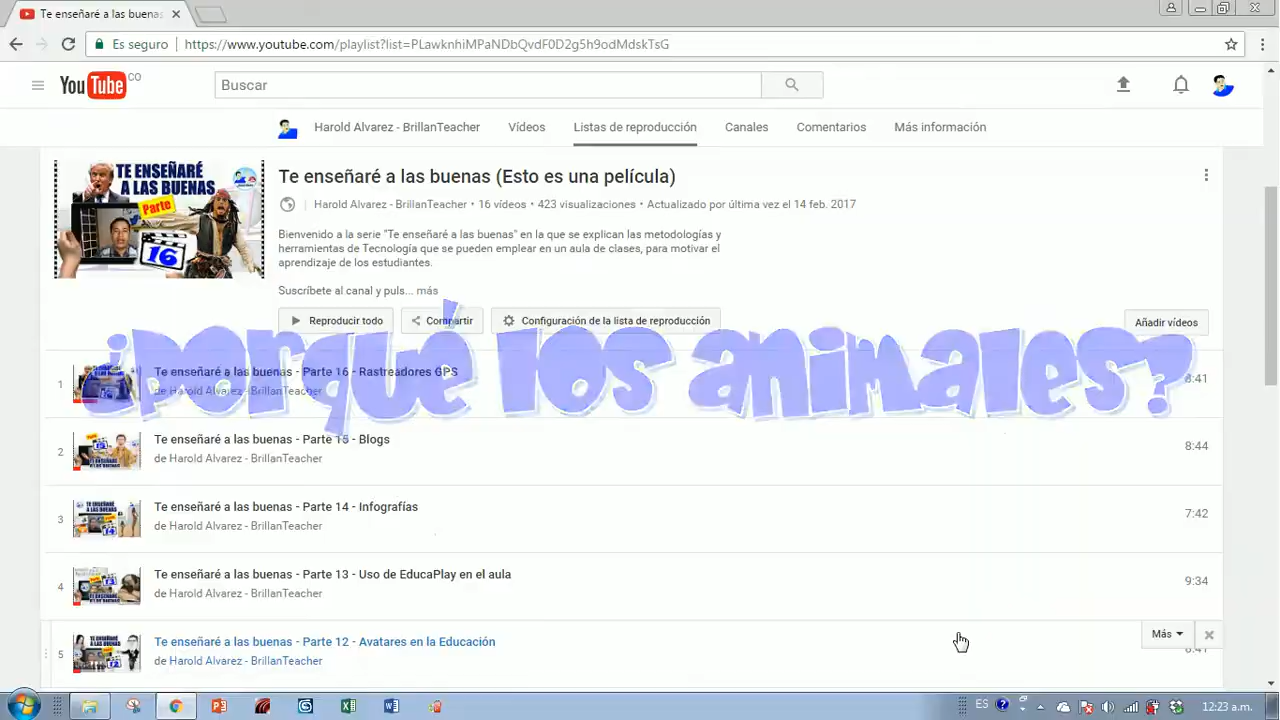 Te enseñaré a las buenas
Es seguro
https://www.youtube.com/playlist?list=PLawknhiMPaNDbQvdF0D2g5h9odMdskTsG
YouTube CO
Buscar
Harold Alvarez - BrillanTeacher
Vídeos
Listas de reproducción
Canales
Comentarios
Más información
TE ENSEÑARÉ
A LAS BUENAS
Parte
16
Te enseñaré a las buenas (Esto es una película)
Harold Alvarez - BrillanTeacher • 16 vídeos • 423 visualizaciones • Actualizado por última vez el 14 feb. 2017
Bienvenido a la serie "Te enseñaré a las buenas" en la que se explican las metodologías y
herramientas de Tecnología que se pueden emplear en un aula de clases, para motivar el
aprendizaje de los estudiantes.
Suscríbete al canal y puls... más
Reproducir todo
Compartir
Configuración de la lista de reproducción
Añadir vídeos
¿porqué los animales?
1
Te enseñaré a las buenas - Parte 16 - Rastreadores GPS
de Harold Alvarez - BrillanTeacher
2
Te enseñaré a las buenas - Parte 15 - Blogs
8:44
de Harold Alvarez - BrillanTeacher
3
Te enseñaré a las buenas - Parte 14 - Infografías
7:42
de Harold Alvarez - BrillanTeacher
4
Te enseñaré a las buenas - Parte 13 - Uso de EducaPlay en el aula
9:34
de Harold Alvarez - BrillanTeacher
5
Te enseñaré a las buenas - Parte 12 - Avatares en la Educación
Más
de Harold Alvarez - BrillanTeacher
ES
12:23 a.m.